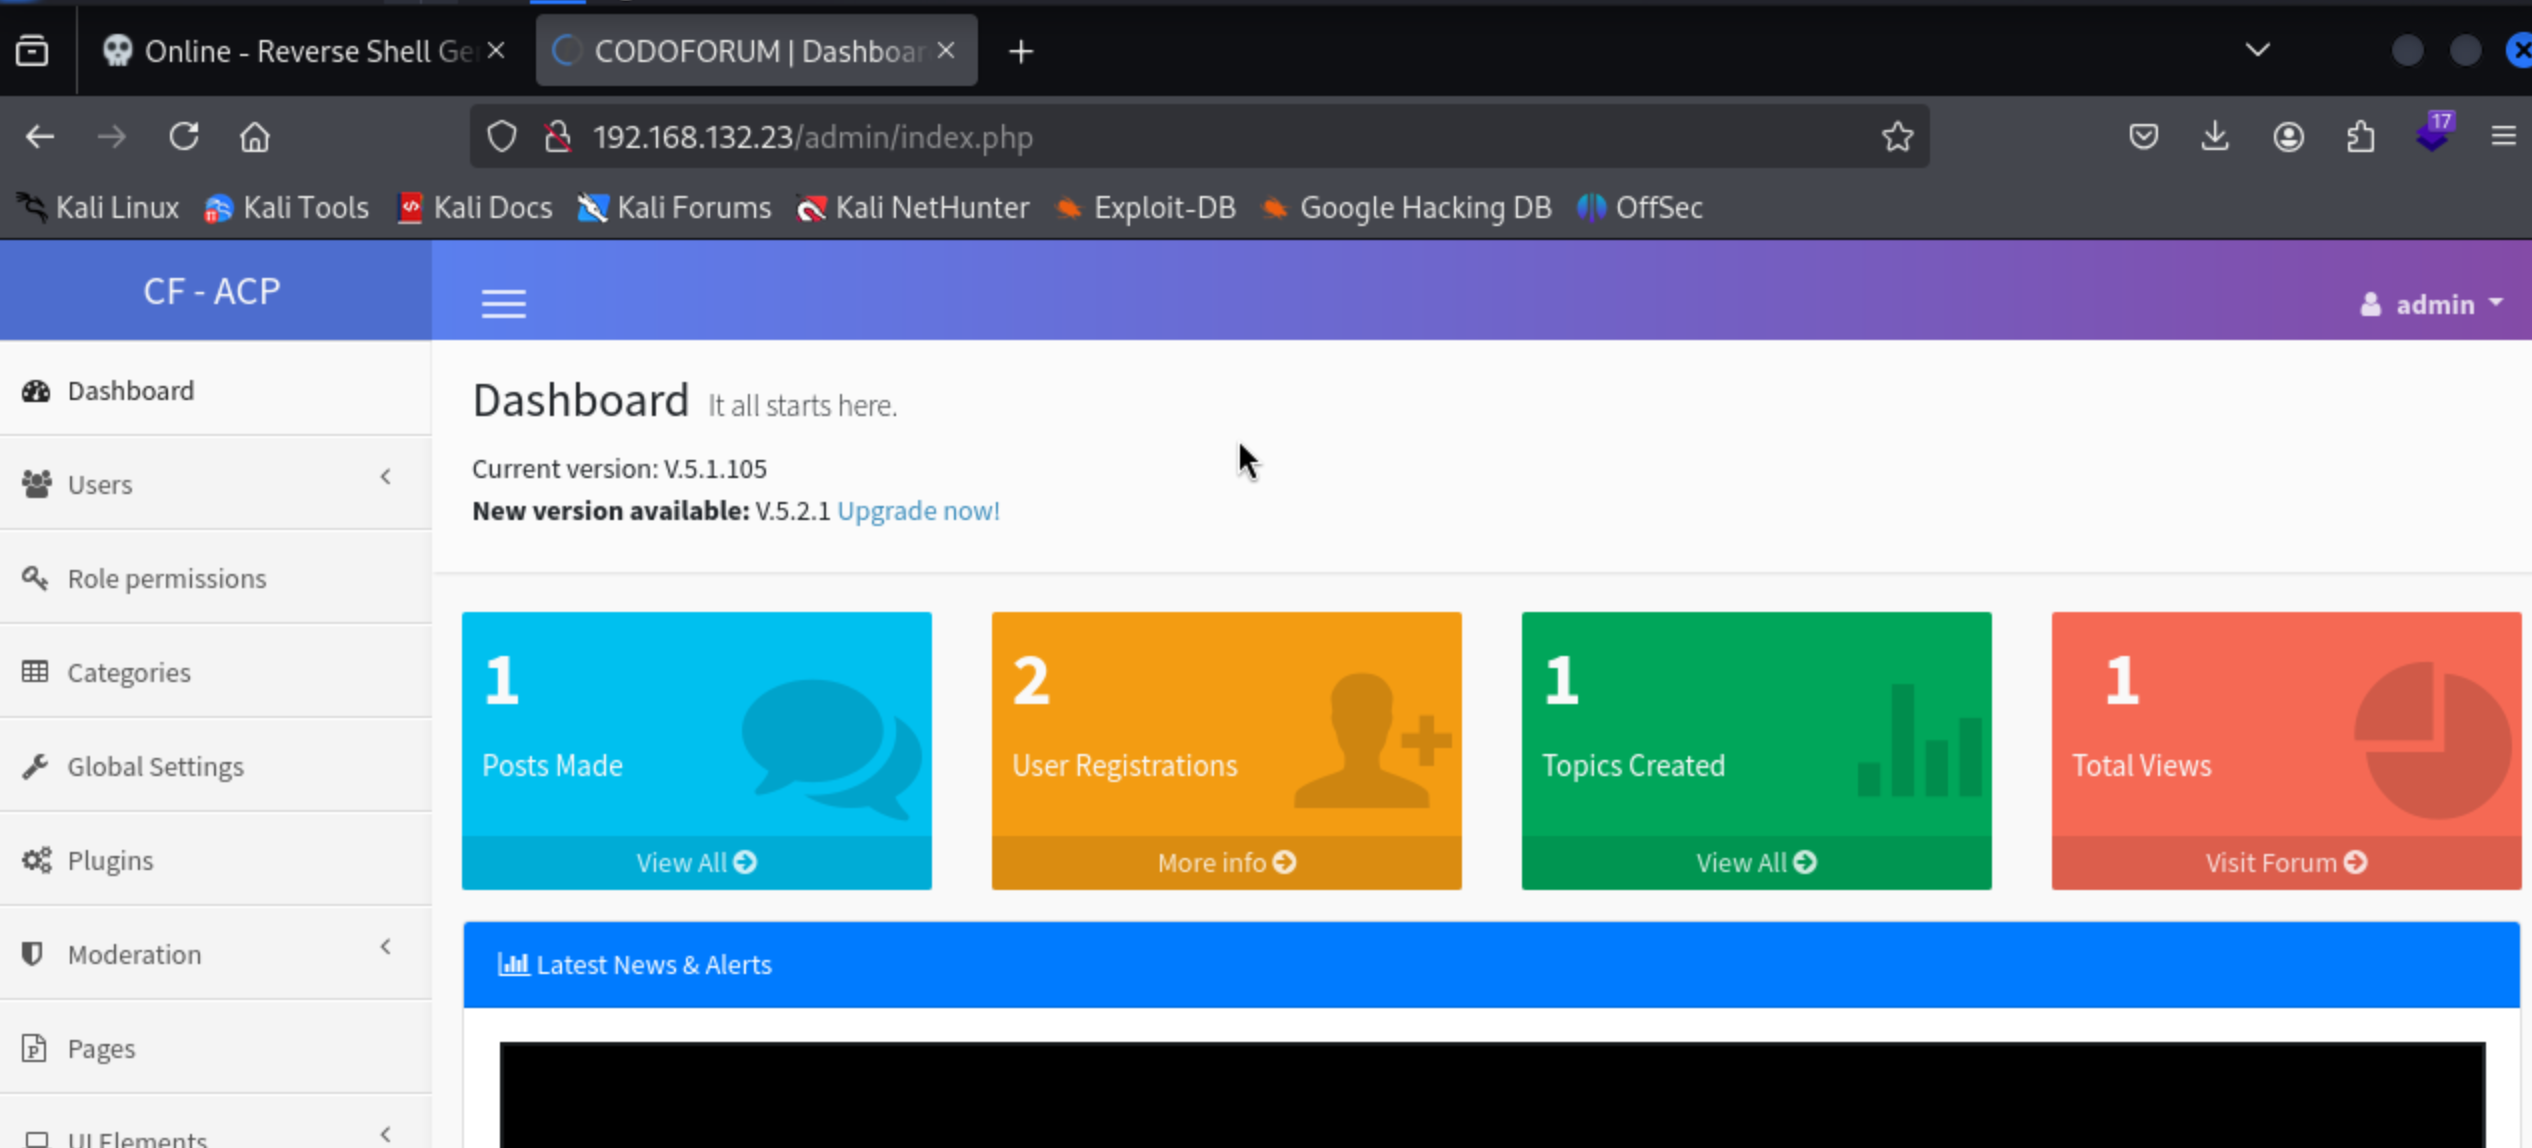 Online - Reverse Shell Ge
CODOFORUM | Dashboar
192.168.132.23/admin/index.php
17
Kali Linux Kali Tools Kali Docs Kali Forums Kali NetHunter Exploit-DB Google Hacking DB OffSec
CF - ACP
admin
Dashboard
Users
Role permissions
Categories
Global Settings
Plugins
Moderation
Pages
UI Elements
Dashboard It all starts here.
Current version: V.5.1.105
New version available: V.5.2.1 Upgrade now!
1
Posts Made
View All
2
User Registrations
More info
1
Topics Created
View All
1
Total Views
Visit Forum
Latest News & Alerts